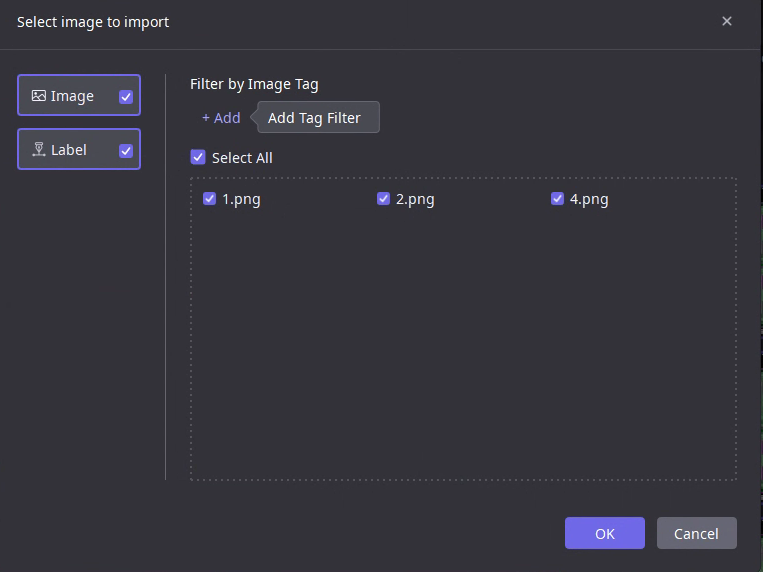 Select image to import
Image
Label
Filter by Image Tag
+ Add
Add Tag Filter
Select All
1.png
2.png
4.png
OK
Cancel